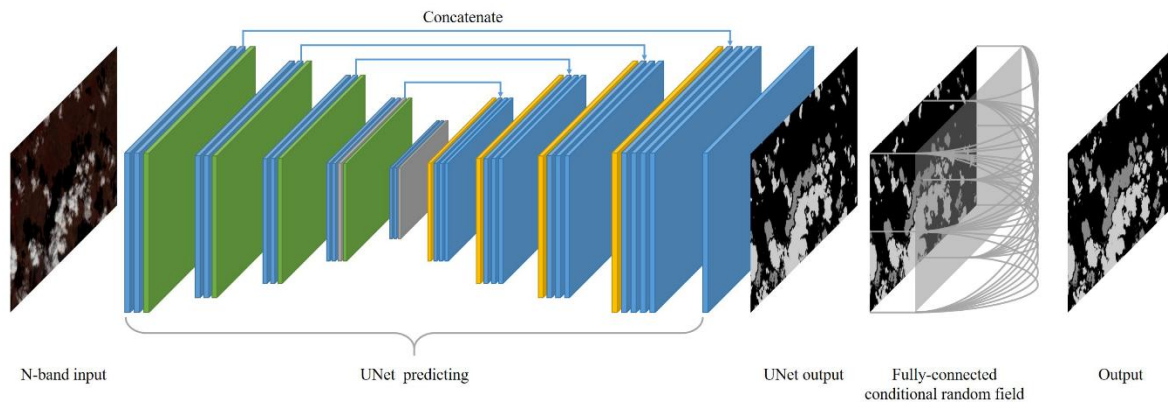 Concatenate
N-band input
UNet predicting
UNet output
Fully-connected
conditional random field
Output